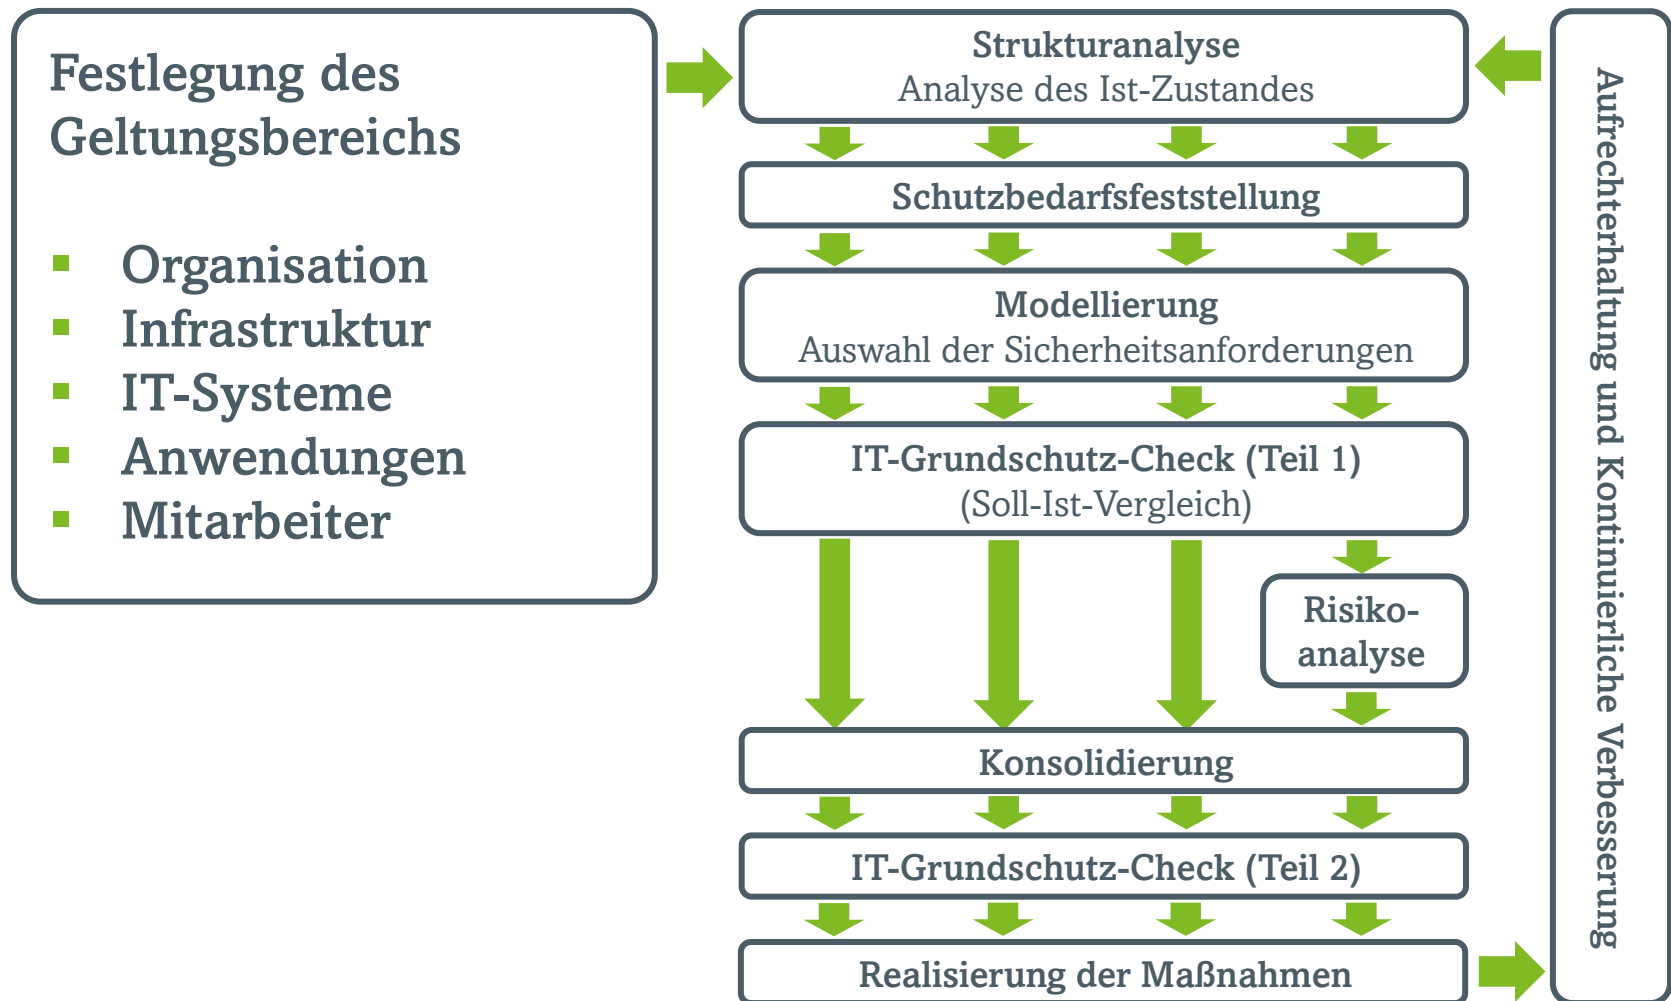 Festlegung des
Geltungsbereichs
Organisation
Infrastruktur
IT-Systeme
Anwendungen
Mitarbeiter
Strukturanalyse
Analyse des Ist-Zustandes
Schutzbedarfsfeststellung
Modellierung
Auswahl der Sicherheitsanforderungen
IT-Grundschutz-Check (Teil 1)
(Soll-Ist-Vergleich)
Risiko-
analyse
Konsolidierung
IT-Grundschutz-Check (Teil 2)
Realisierung der Maßnahmen
Aufrechterhaltung und Kontinuierliche Verbesserung